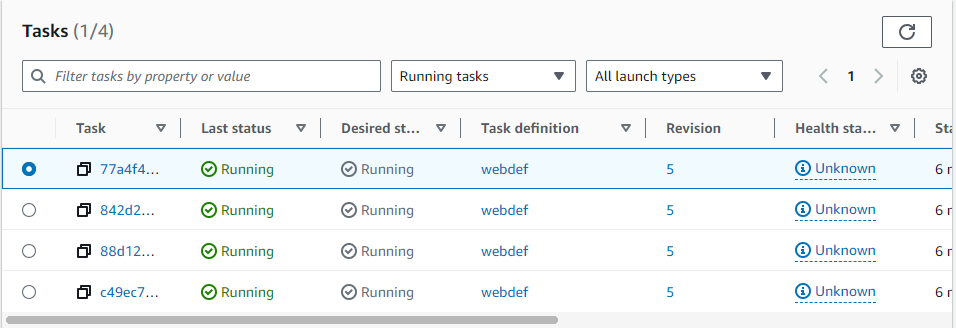 Tasks (1/4)
Filter tasks by property or value Running tasks All launch types 1
Task Last status Desired st... Task definition Revision Health sta... Sta
77a4f4... Running Running webdef 5 Unknown 6 r
842d2... Running Running webdef 5 Unknown 6 r
88d12... Running Running webdef 5 Unknown 6 r
c49ec7... Running Running webdef 5 Unknown 6 r